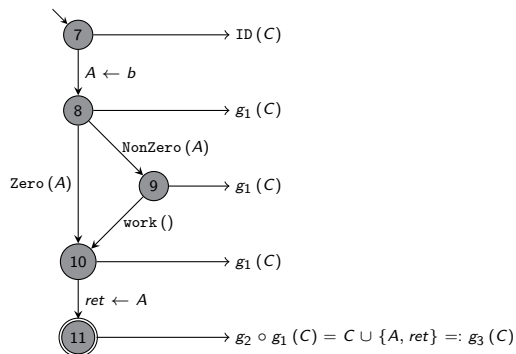 7 ID (C)
A ← b
8 g₁ (C)
NonZero (A)
Zero (A) 9 g₁ (C)
work ()
10 g₁ (C)
ret ← A
11 g₂ ∘ g₁ (C) = C ∪ {A, ret} =: g₃ (C)